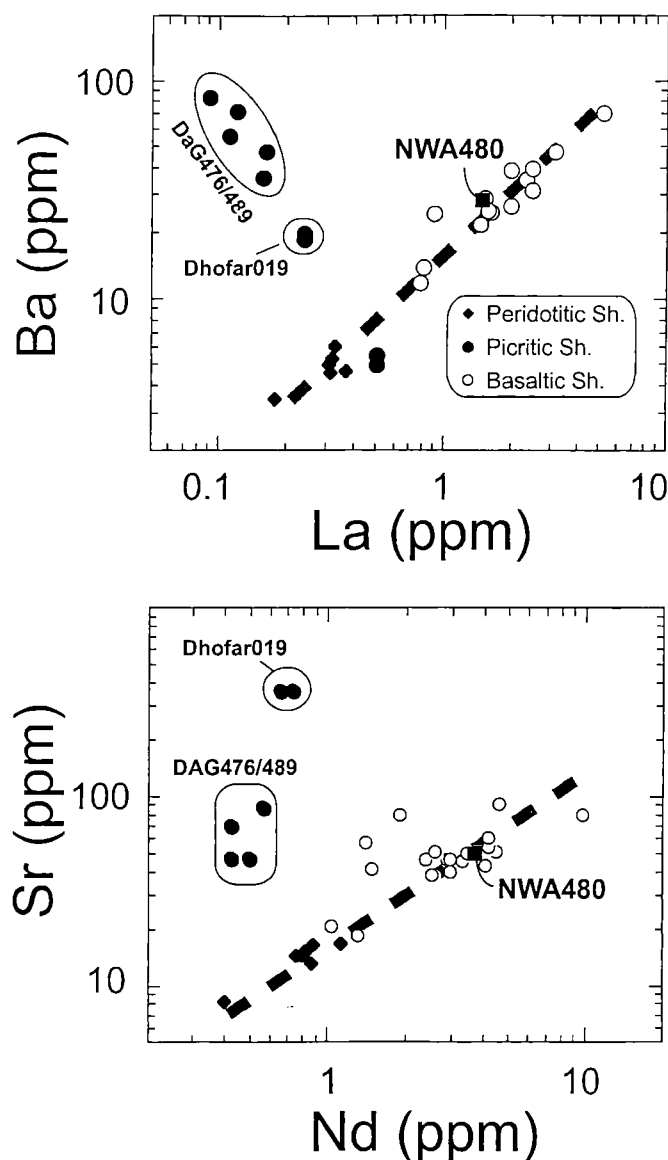 100
10
Ba (ppm)
DaG476/489
Dhofar019
NWA480
Peridotitic Sh.
Picritic Sh.
Basaltic Sh.
0.1
1
10
La (ppm)
Dhofar019
DAG476/489
100
10
Sr (ppm)
NWA480
1
10
Nd (ppm)